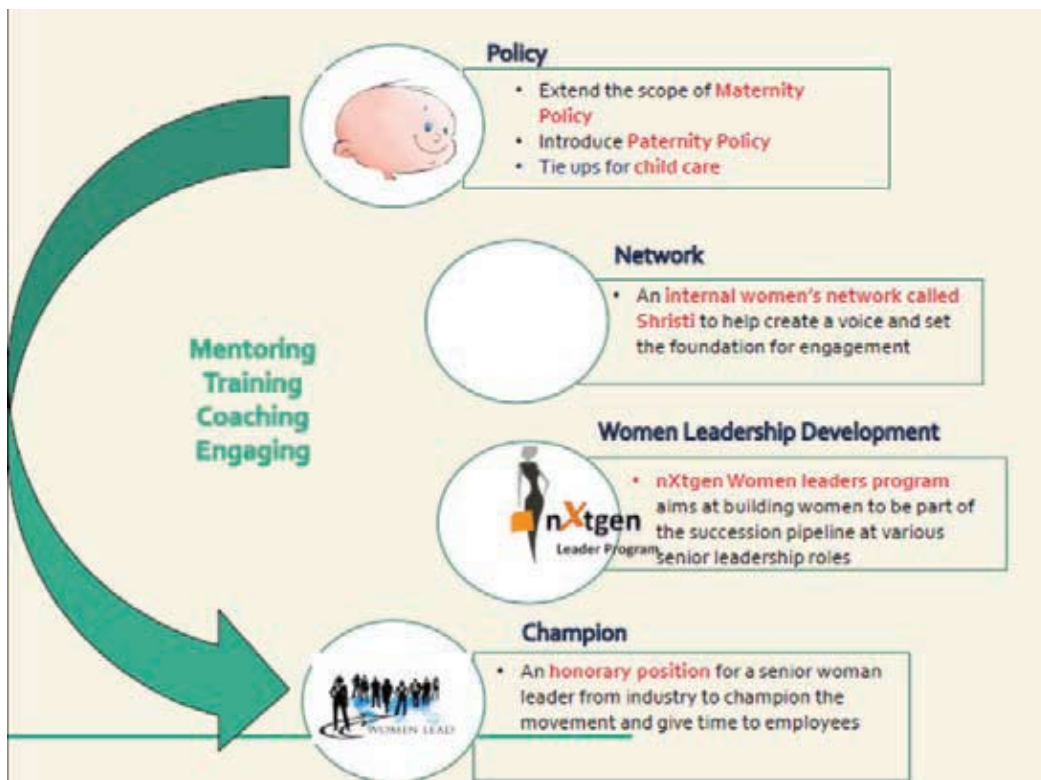 Policy
• Extend the scope of Maternity
Policy
• Introduce Paternity Policy
• Tie ups for child care
Network
• An internal women's network called
Shristi to help create a voice and set
the foundation for engagement
Mentoring
Training
Coaching
Engaging
Women Leadership Development
nXtgen
Leader Program
• nXtgen Women leaders program
aims at building women to be part of
the succession pipeline at various
senior leadership roles
Champion
WOMEN LEAD
• An honorary position for a senior woman
leader from industry to champion the
movement and give time to employees